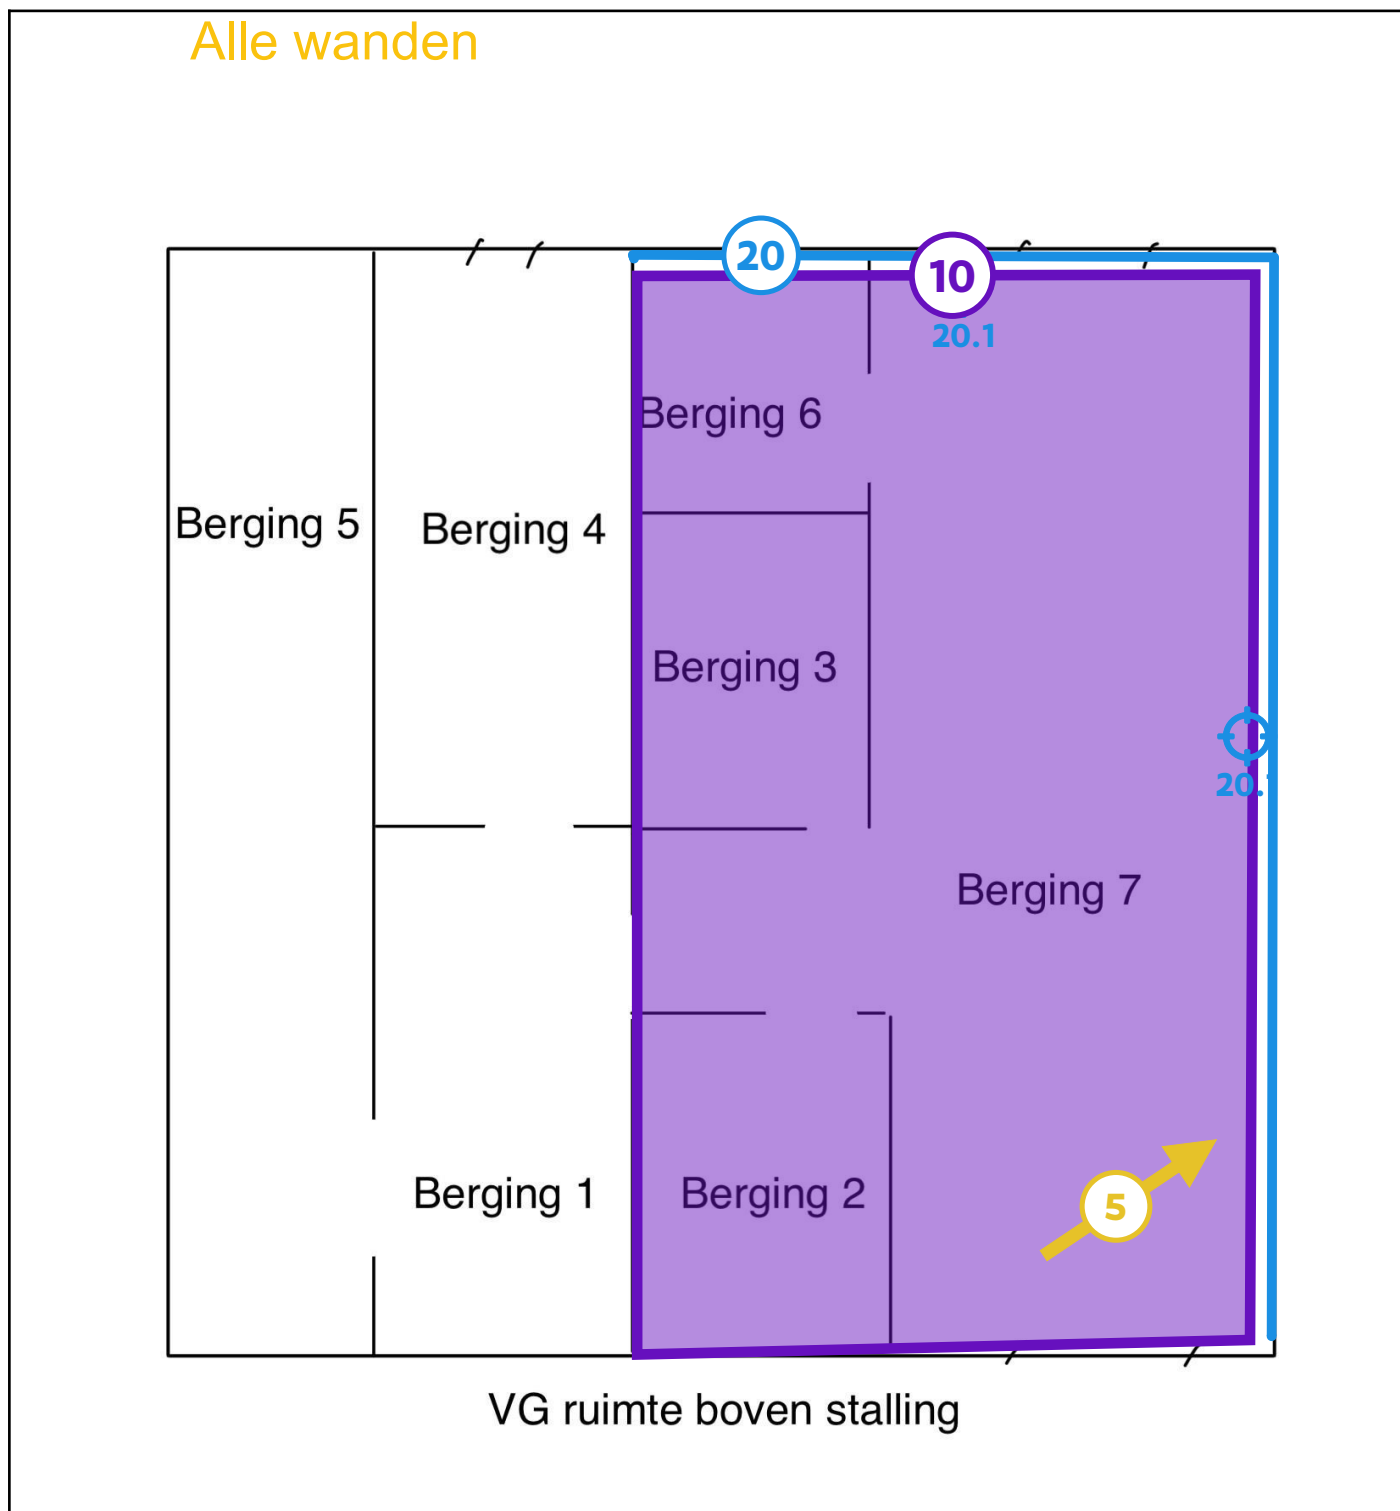 Alle wanden
20
10
20.1
Berging 6
Berging 5
Berging 4
Berging 3
20.
Berging 7
Berging 1
Berging 2
5
VG ruimte boven stalling